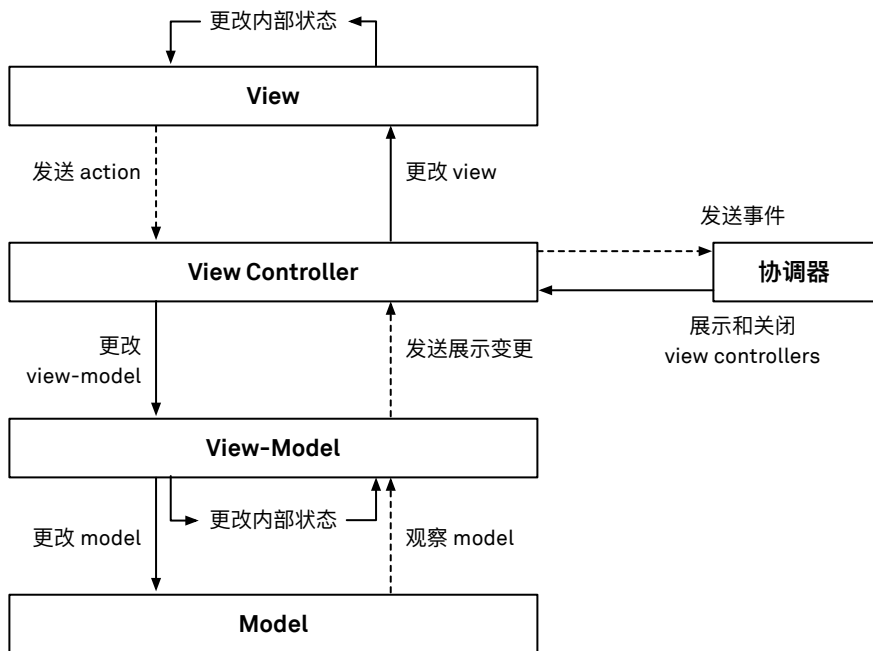 更改内部状态
View
发送 action
更改 view
发送事件
View Controller
协调器
更改
view-model
发送展示变更
展示和关闭
view controllers
View-Model
更改内部状态
更改 model
观察 model
Model